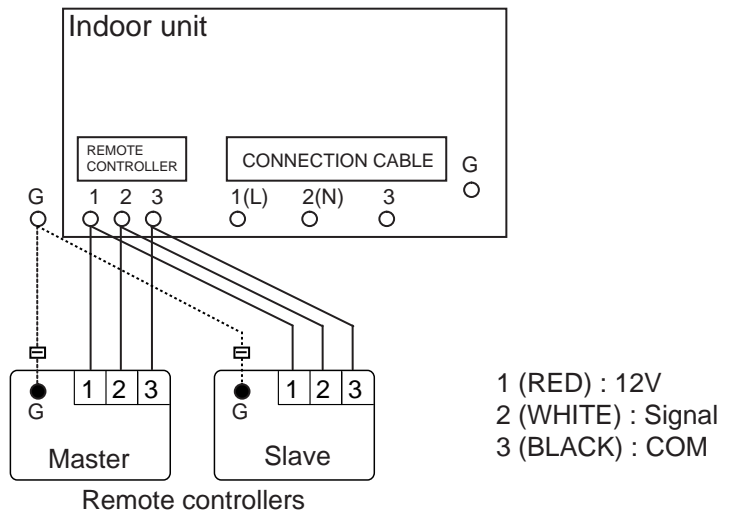 Indoor unit
REMOTE
CONTROLLER
CONNECTION CABLE
G
G 1 2 3 1(L) 2(N) 3
1 2 3
G
Master
1 2 3
G
Slave
Remote controllers
1 (RED) : 12V
2 (WHITE) : Signal
3 (BLACK) : COM